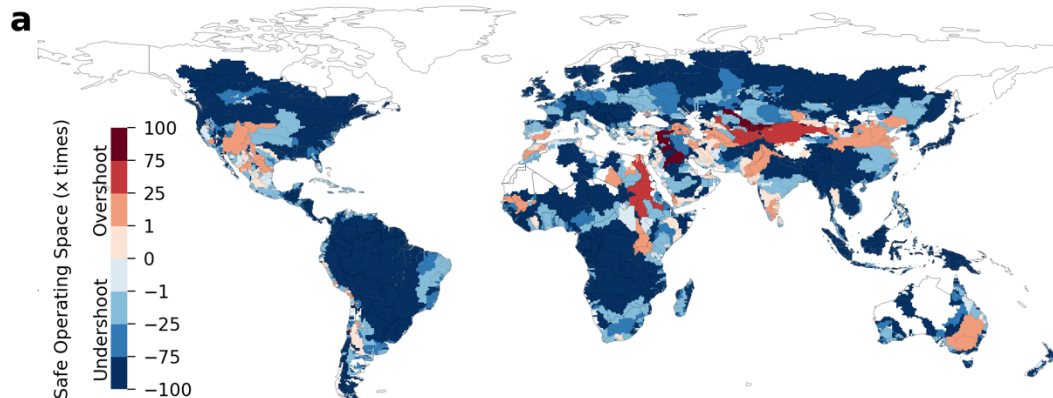 a
Safe Operating Space (x times)
Overshoot
Undershoot
100
75
25
1
0
−1
−25
−75
−100